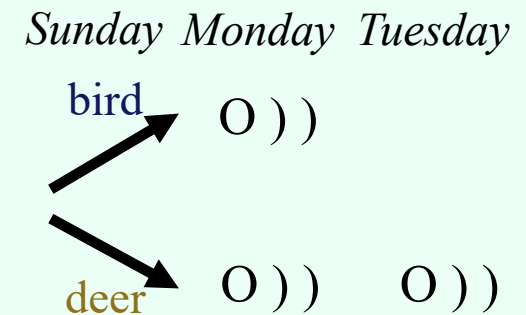 Sunday Monday Tuesday
bird
O ) )
deer
O ) ) O ) )